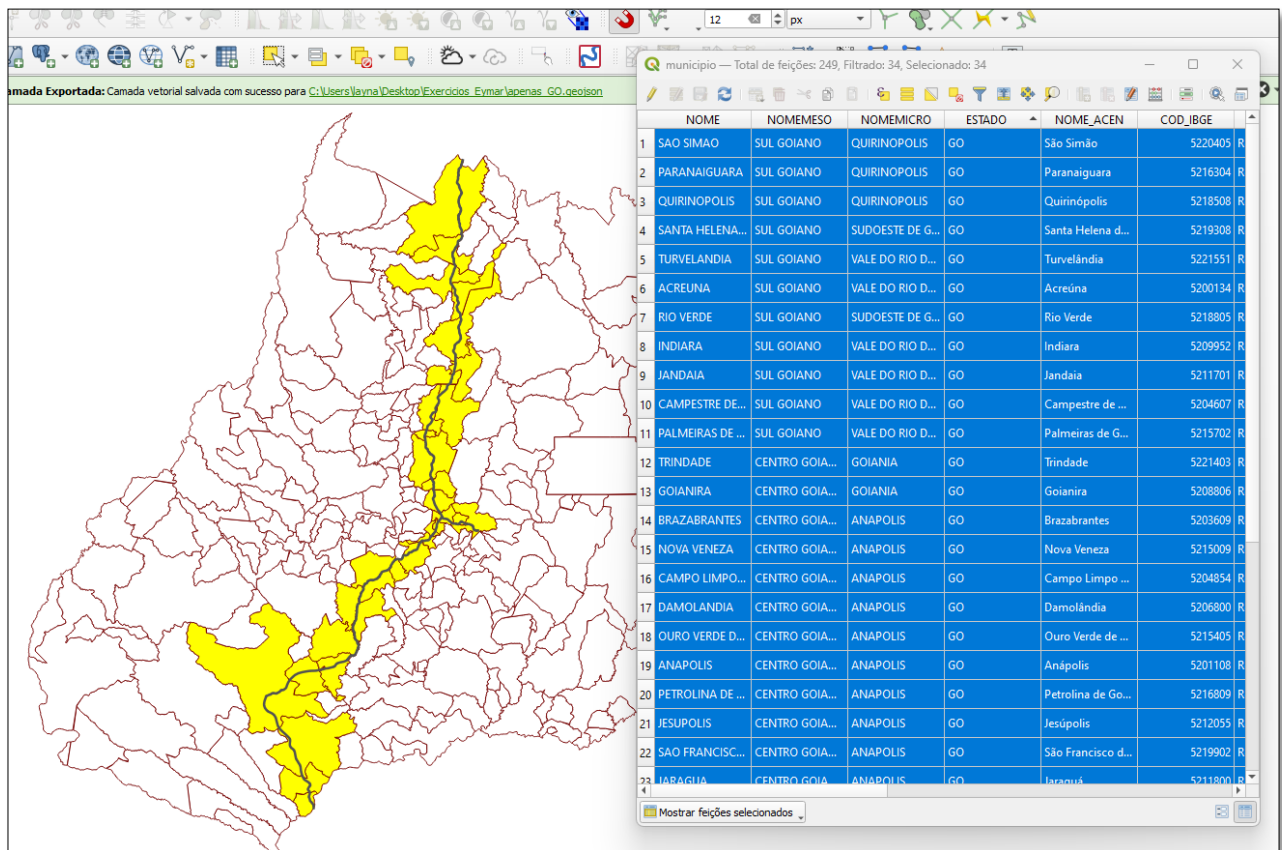 12 px
amada Exportada: Camada vetorial salvada com sucesso para C:\Users\layna\Desktop\Exercicios_Eymar\apenas_GO.geojson
municipio — Total de feições: 249, Filtrado: 34, Selecionado: 34
NOME NOMEMESO NOMEMICRO ESTADO NOME_ACEN COD_IBGE
1 SAO SIMAO SUL GOIANO QUIRINOPOLIS GO São Simão 5220405 R
2 PARANAIGUARA SUL GOIANO QUIRINOPOLIS GO Paranaiguara 5216304 R
3 QUIRINOPOLIS SUL GOIANO QUIRINOPOLIS GO Quirinópolis 5218508 R
4 SANTA HELENA... SUL GOIANO SUDOESTE DE G... GO Santa Helena d... 5219308 R
5 TURVELANDIA SUL GOIANO VALE DO RIO D... GO Turvelândia 5221551 R
6 ACREUNA SUL GOIANO VALE DO RIO D... GO Acreúna 5200134 R
7 RIO VERDE SUL GOIANO SUDOESTE DE G... GO Rio Verde 5218805 R
8 INDIARA SUL GOIANO VALE DO RIO D... GO Indiara 5209952 R
9 JANDAIA SUL GOIANO VALE DO RIO D... GO Jandaia 5211701 R
10 CAMPESTRE DE... SUL GOIANO VALE DO RIO D... GO Campestre de ... 5204607 R
11 PALMEIRAS DE ... SUL GOIANO VALE DO RIO D... GO Palmeiras de G... 5215702 R
12 TRINDADE CENTRO GOIA... GOIANIA GO Trindade 5221403 R
13 GOIANIRA CENTRO GOIA... GOIANIA GO Goianira 5208806 R
14 BRAZABRANTES CENTRO GOIA... ANAPOLIS GO Brazabrantes 5203609 R
15 NOVA VENEZA CENTRO GOIA... ANAPOLIS GO Nova Veneza 5215009 R
16 CAMPO LIMPO... CENTRO GOIA... ANAPOLIS GO Campo Limpo ... 5204854 R
17 DAMOLANDIA CENTRO GOIA... ANAPOLIS GO Damolândia 5206800 R
18 OURO VERDE D... CENTRO GOIA... ANAPOLIS GO Ouro Verde de ... 5215405 R
19 ANAPOLIS CENTRO GOIA... ANAPOLIS GO Anápolis 5201108 R
20 PETROLINA DE ... CENTRO GOIA... ANAPOLIS GO Petrolina de Go... 5216809 R
21 JESUPOLIS CENTRO GOIA... ANAPOLIS GO Jesúpolis 5212055 R
22 SAO FRANCISC... CENTRO GOIA... ANAPOLIS GO São Francisco d... 5219902 R
23 JARAGUA CENTRO GOIA ANAPOLIS GO Jaraguá 5211800 R
Mostrar feições selecionados